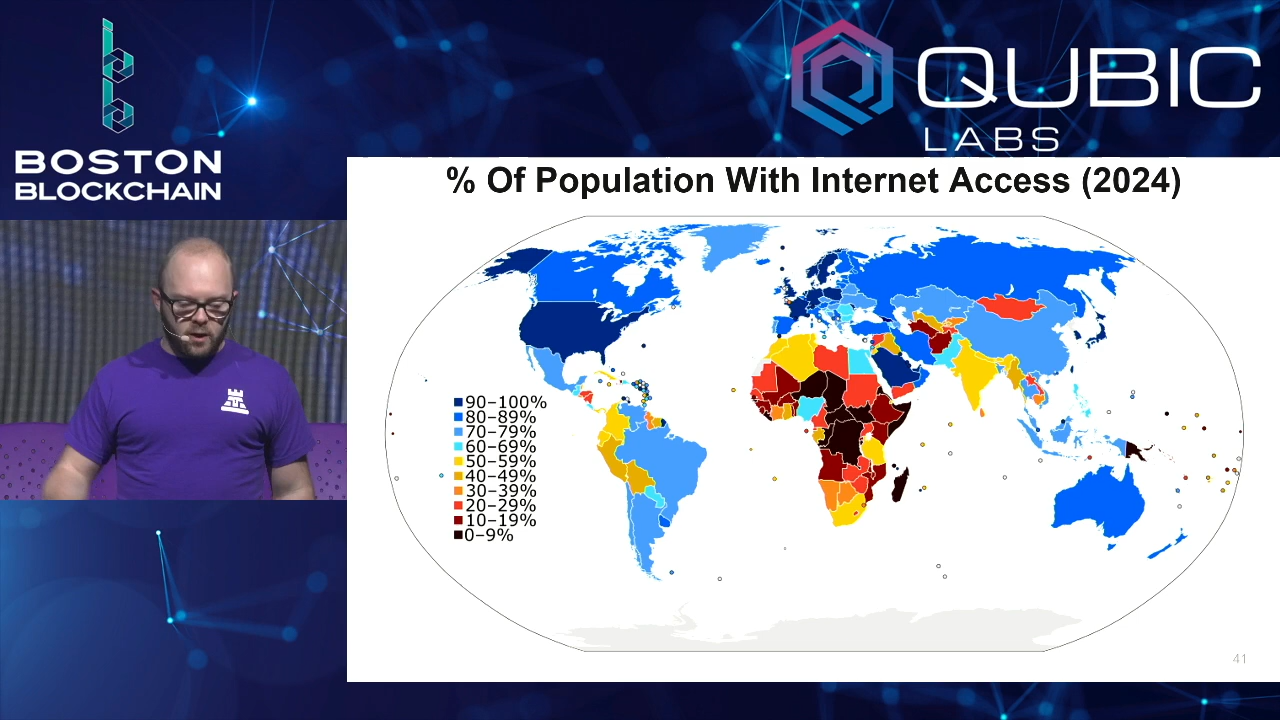 BOSTON
BLOCKCHAIN
QUBIC
LABS
% Of Population With Internet Access (2024)
90–100%
80–89%
70–79%
60–69%
50–59%
40–49%
30–39%
20–29%
10–19%
0–9%
41